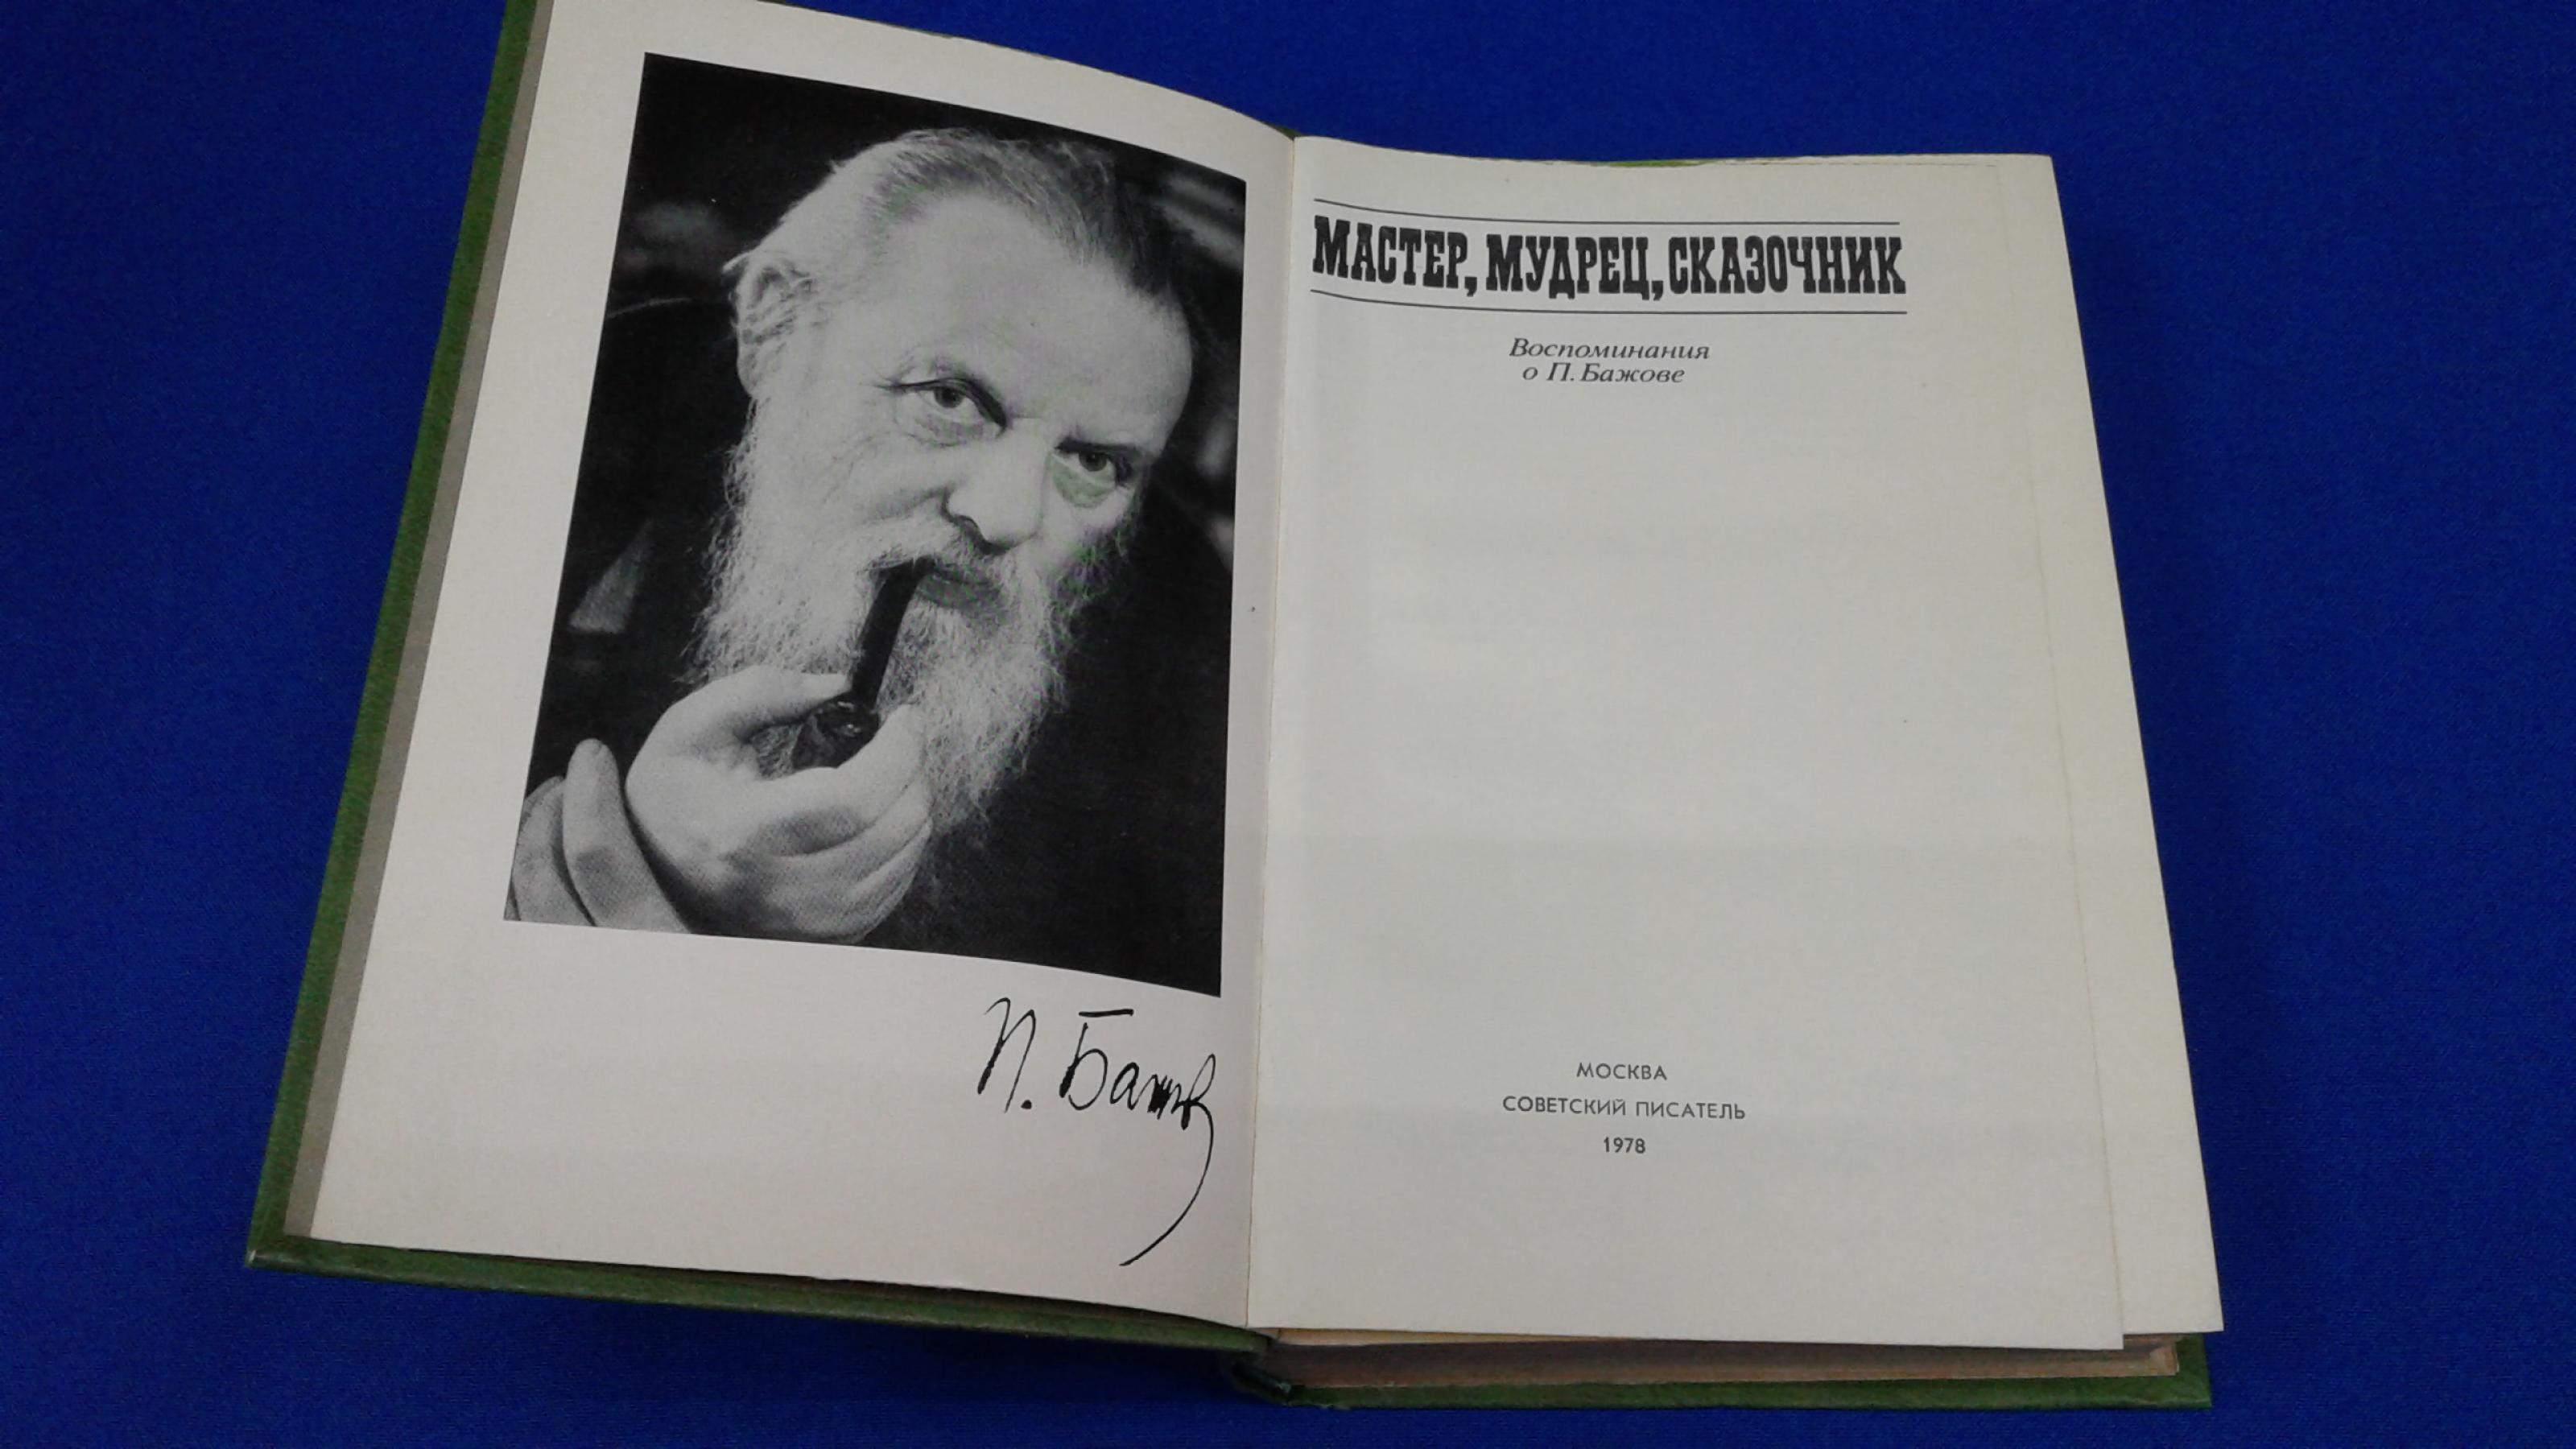 П. Бажов
МАСТЕР, МУДРЕЦ, СКАЗОЧНИК
Воспоминания
о П. Бажове
МОСКВА
СОВЕТСКИЙ ПИСАТЕЛЬ
1978